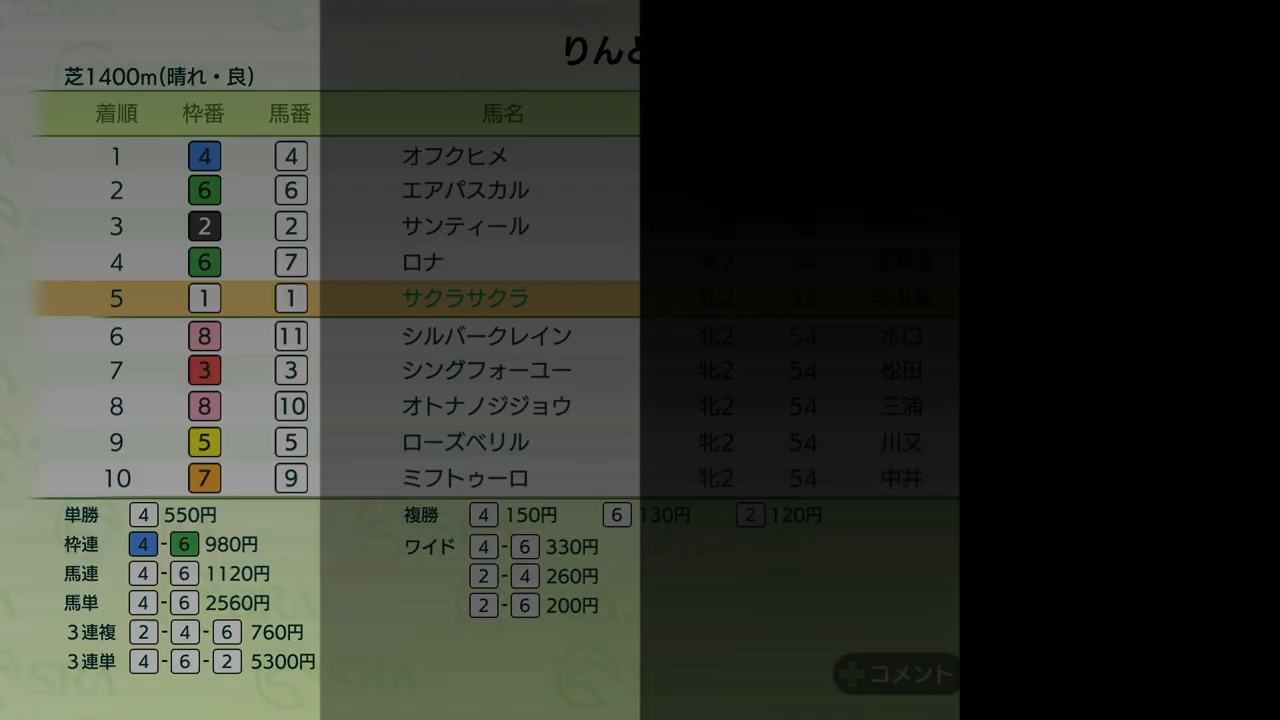 りんど
芝1400m(晴れ・良)
着順 枠番 馬番 馬名
1 4 4 オフクヒメ
2 6 6 エアパスカル
3 2 2 サンティール
4 6 7 ロナ
5 1 1 サクラサクラ 牝2 54
6 8 11 シルバークレイン 牝2 54 水口
7 3 3 シングフォーユー 牝2 54 松田
8 8 10 オトナノジジョウ 牝2 54 三浦
9 5 5 ローズベリル 牝2 54 川又
10 7 9 ミフトゥーロ 牝2 54 中井
単勝 4 550円 複勝 4 150円 6 130円 2 120円
枠連 4-6 980円 ワイド 4-6 330円
馬連 4-6 1120円 2-4 260円
馬単 4-6 2560円 2-6 200円
3連複 2-4-6 760円
3連単 4-6-2 5300円
コメント